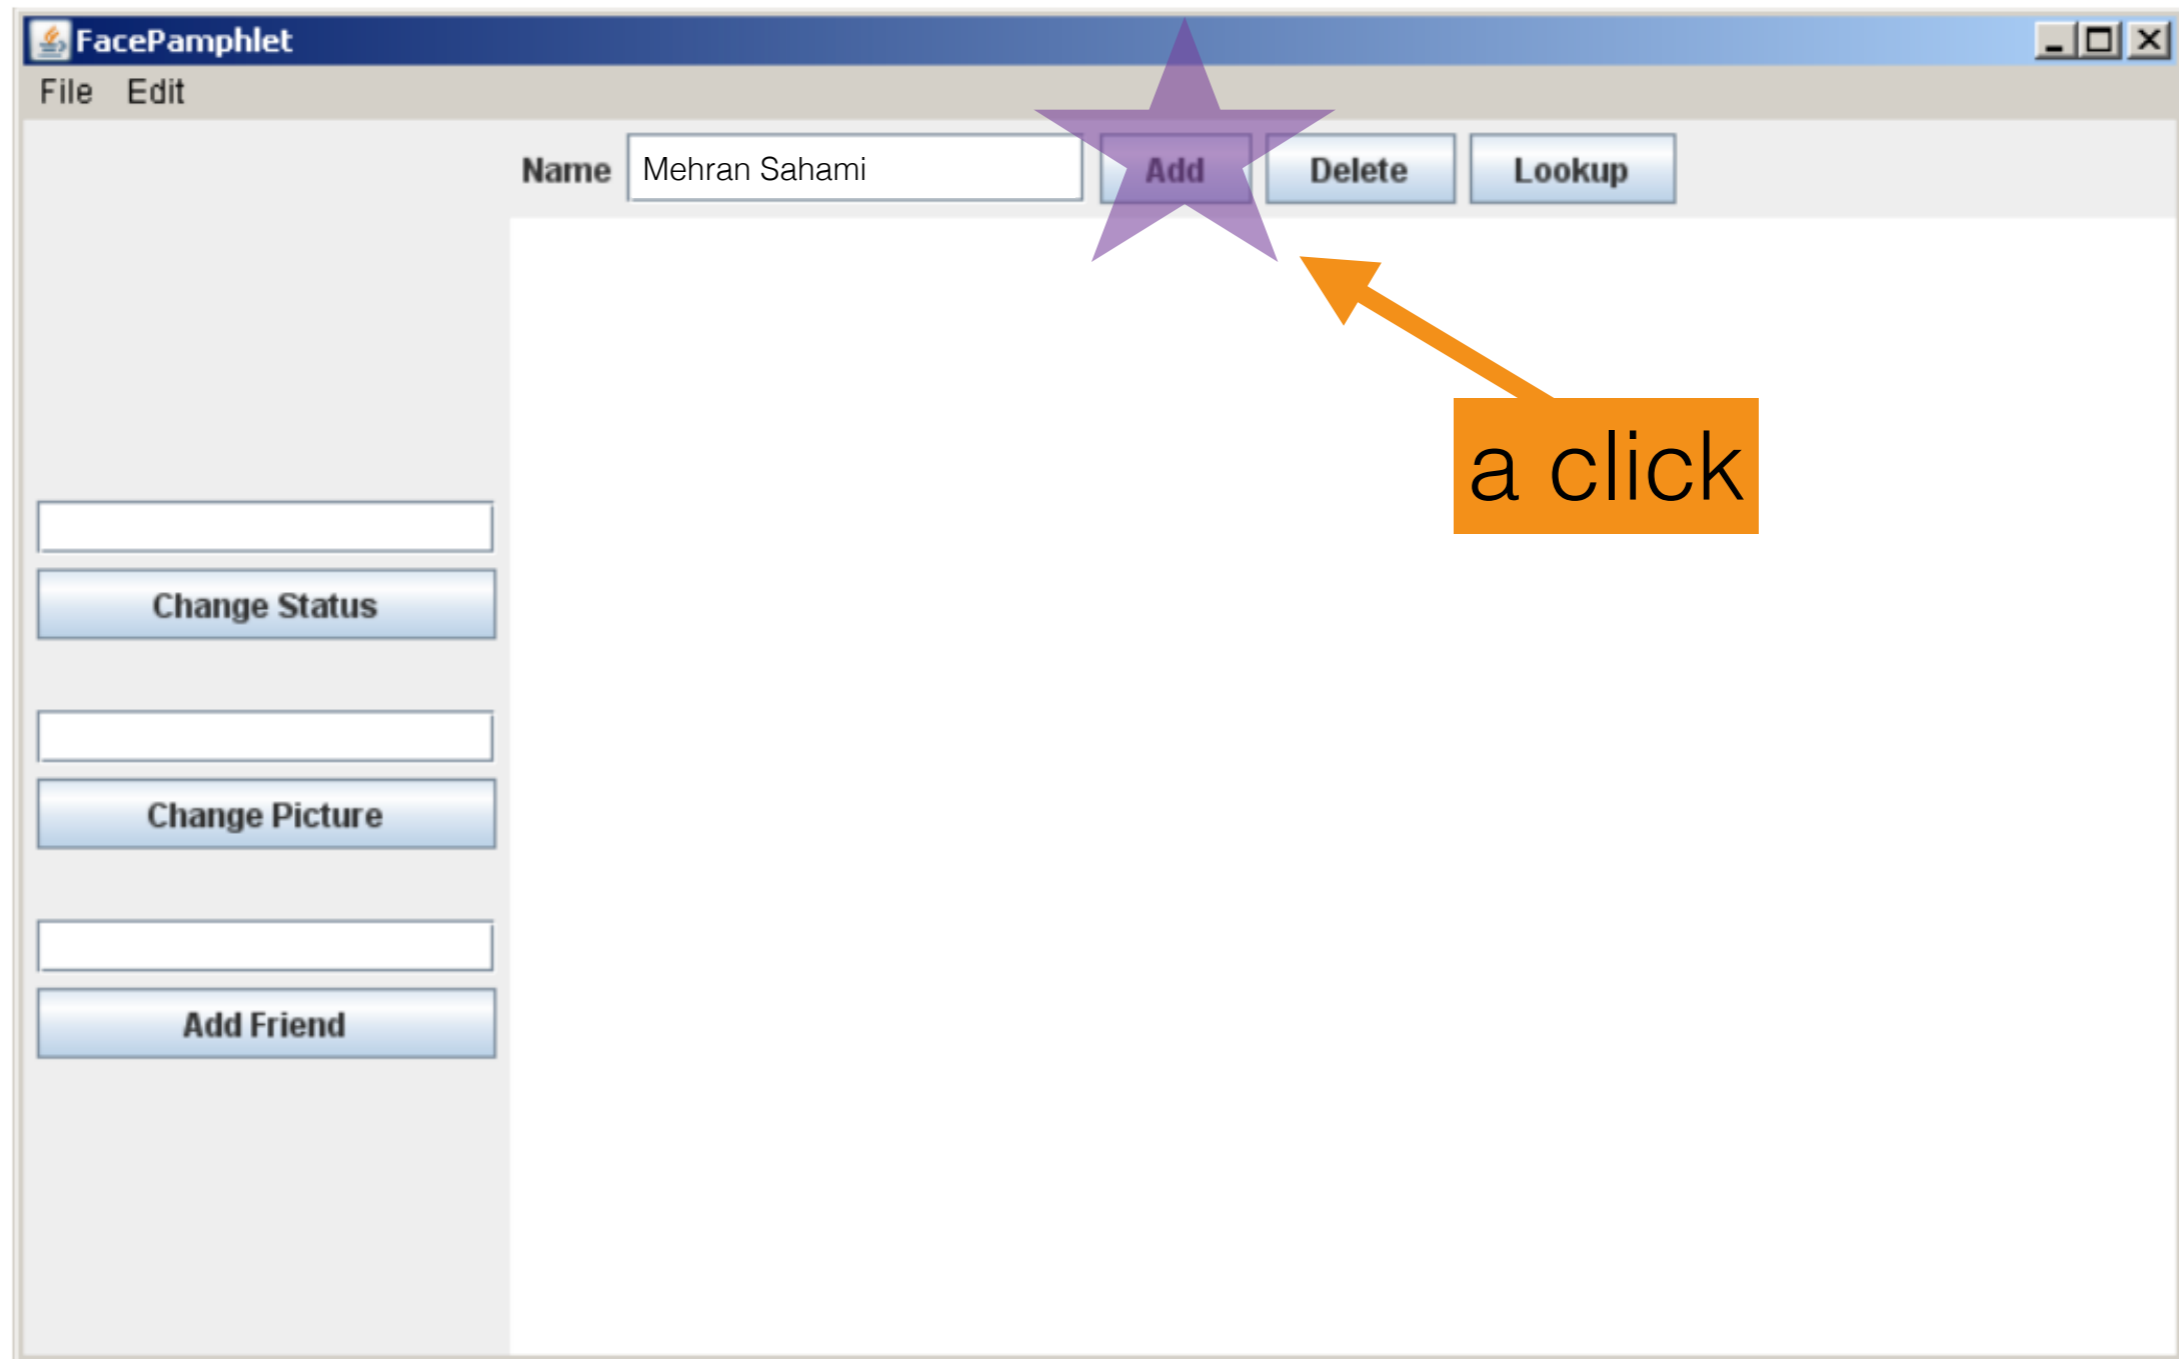 FacePamphlet
File Edit
Name Mehran Sahami Add Delete Lookup
a click
Change Status
Change Picture
Add Friend